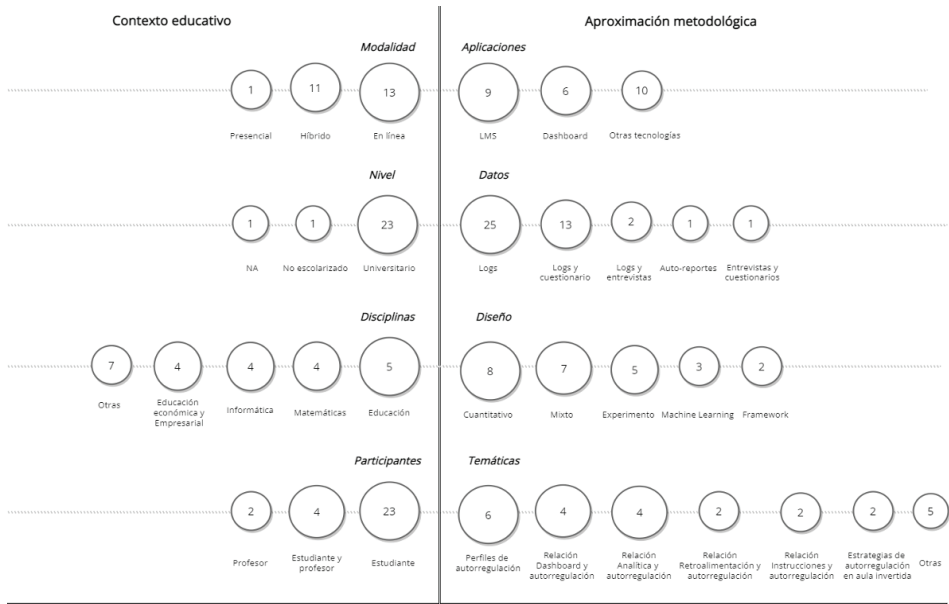 Contexto educativo
Aproximación metodológica
Modalidad
Aplicaciones
1
11
13
9
6
10
Presencial
Híbrido
En línea
LMS
Dashboard
Otras tecnologías
Nivel
Datos
1
1
23
25
13
2
1
1
NA
No escolarizado
Universitario
Logs
Logs y
cuestionario
Logs y
entrevistas
Auto-reportes
Entrevistas y
cuestionarios
Disciplinas
Diseño
7
4
4
4
5
8
7
5
3
2
Otras
Educación
económica y
Empresarial
Informática
Matemáticas
Educación
Cuantitativo
Mixto
Experimento
Machine Learning
Framework
Participantes
Temáticas
2
4
23
6
4
4
2
2
2
5
Profesor
Estudiante y
profesor
Estudiante
Perfiles de
autorregulación
Relación
Dashboard y
autorregulación
Relación
Analítica y
autorregulación
Relación
Retroalimentación y
autorregulación
Relación
Instrucciones y
autorregulación
Estrategias de
autorregulación
en aula invertida
Otras